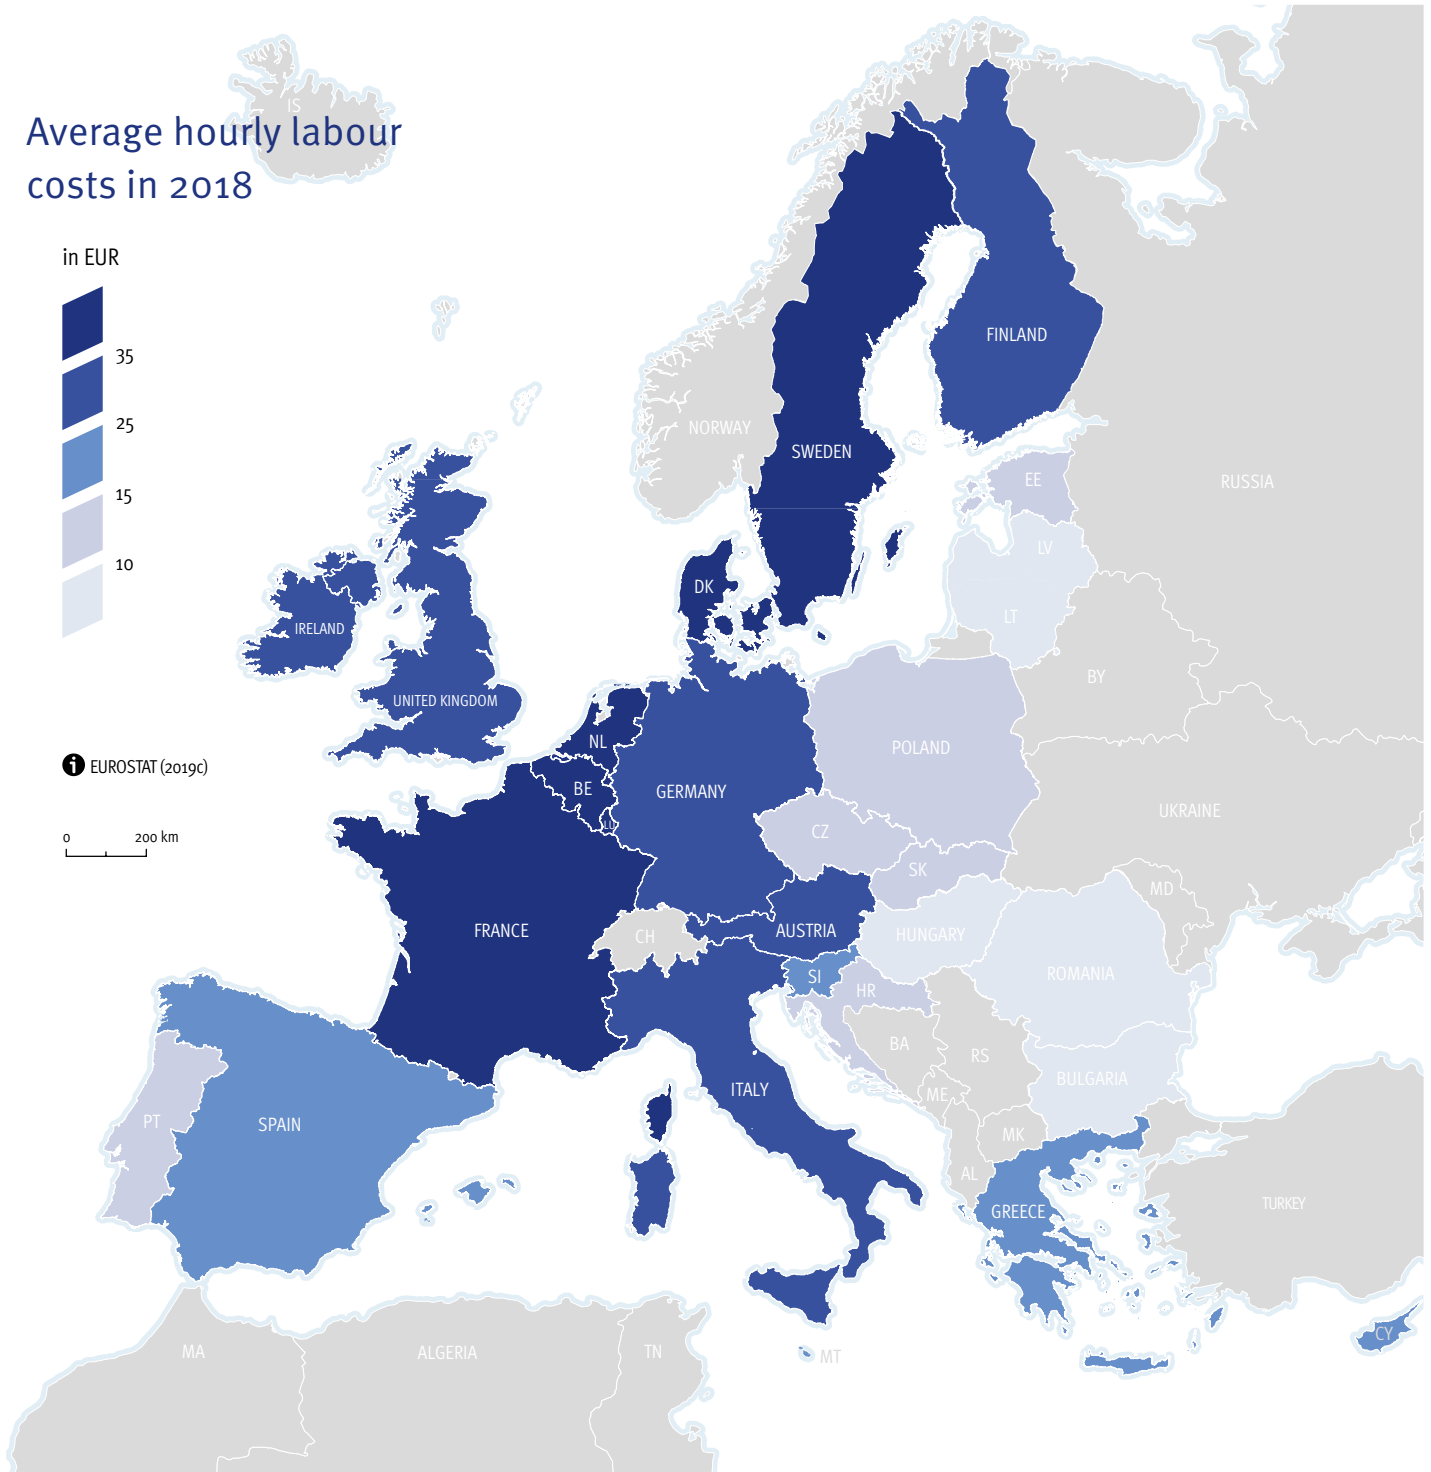 IS
Average hourly labour
costs in 2018
in EUR
35
25
15
10
FINLAND
NORWAY
SWEDEN
EE
RUSSIA
LV
DK
LT
IRELAND
BY
UNITED KINGDOM
NL
POLAND
EUROSTAT (2019c)
BE
GERMANY
UKRAINE
LU
CZ
0 200 km
SK
MD
FRANCE
CH
AUSTRIA
HUNGARY
ROMANIA
SI
HR
BA
RS
BULGARIA
ITALY
ME
PT
SPAIN
MK
AL
TURKEY
GREECE
CY
MA
ALGERIA
TN
MT